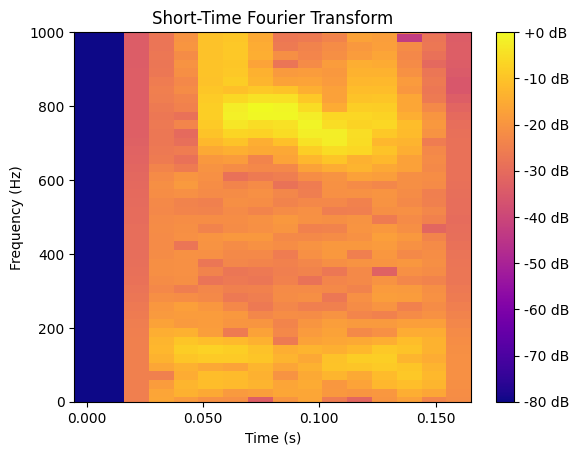 Short-Time Fourier Transform
1000
800
600
400
200
0
Frequency (Hz)
0.000
0.050
0.100
0.150
Time (s)
+0 dB
-10 dB
-20 dB
-30 dB
-40 dB
-50 dB
-60 dB
-70 dB
-80 dB